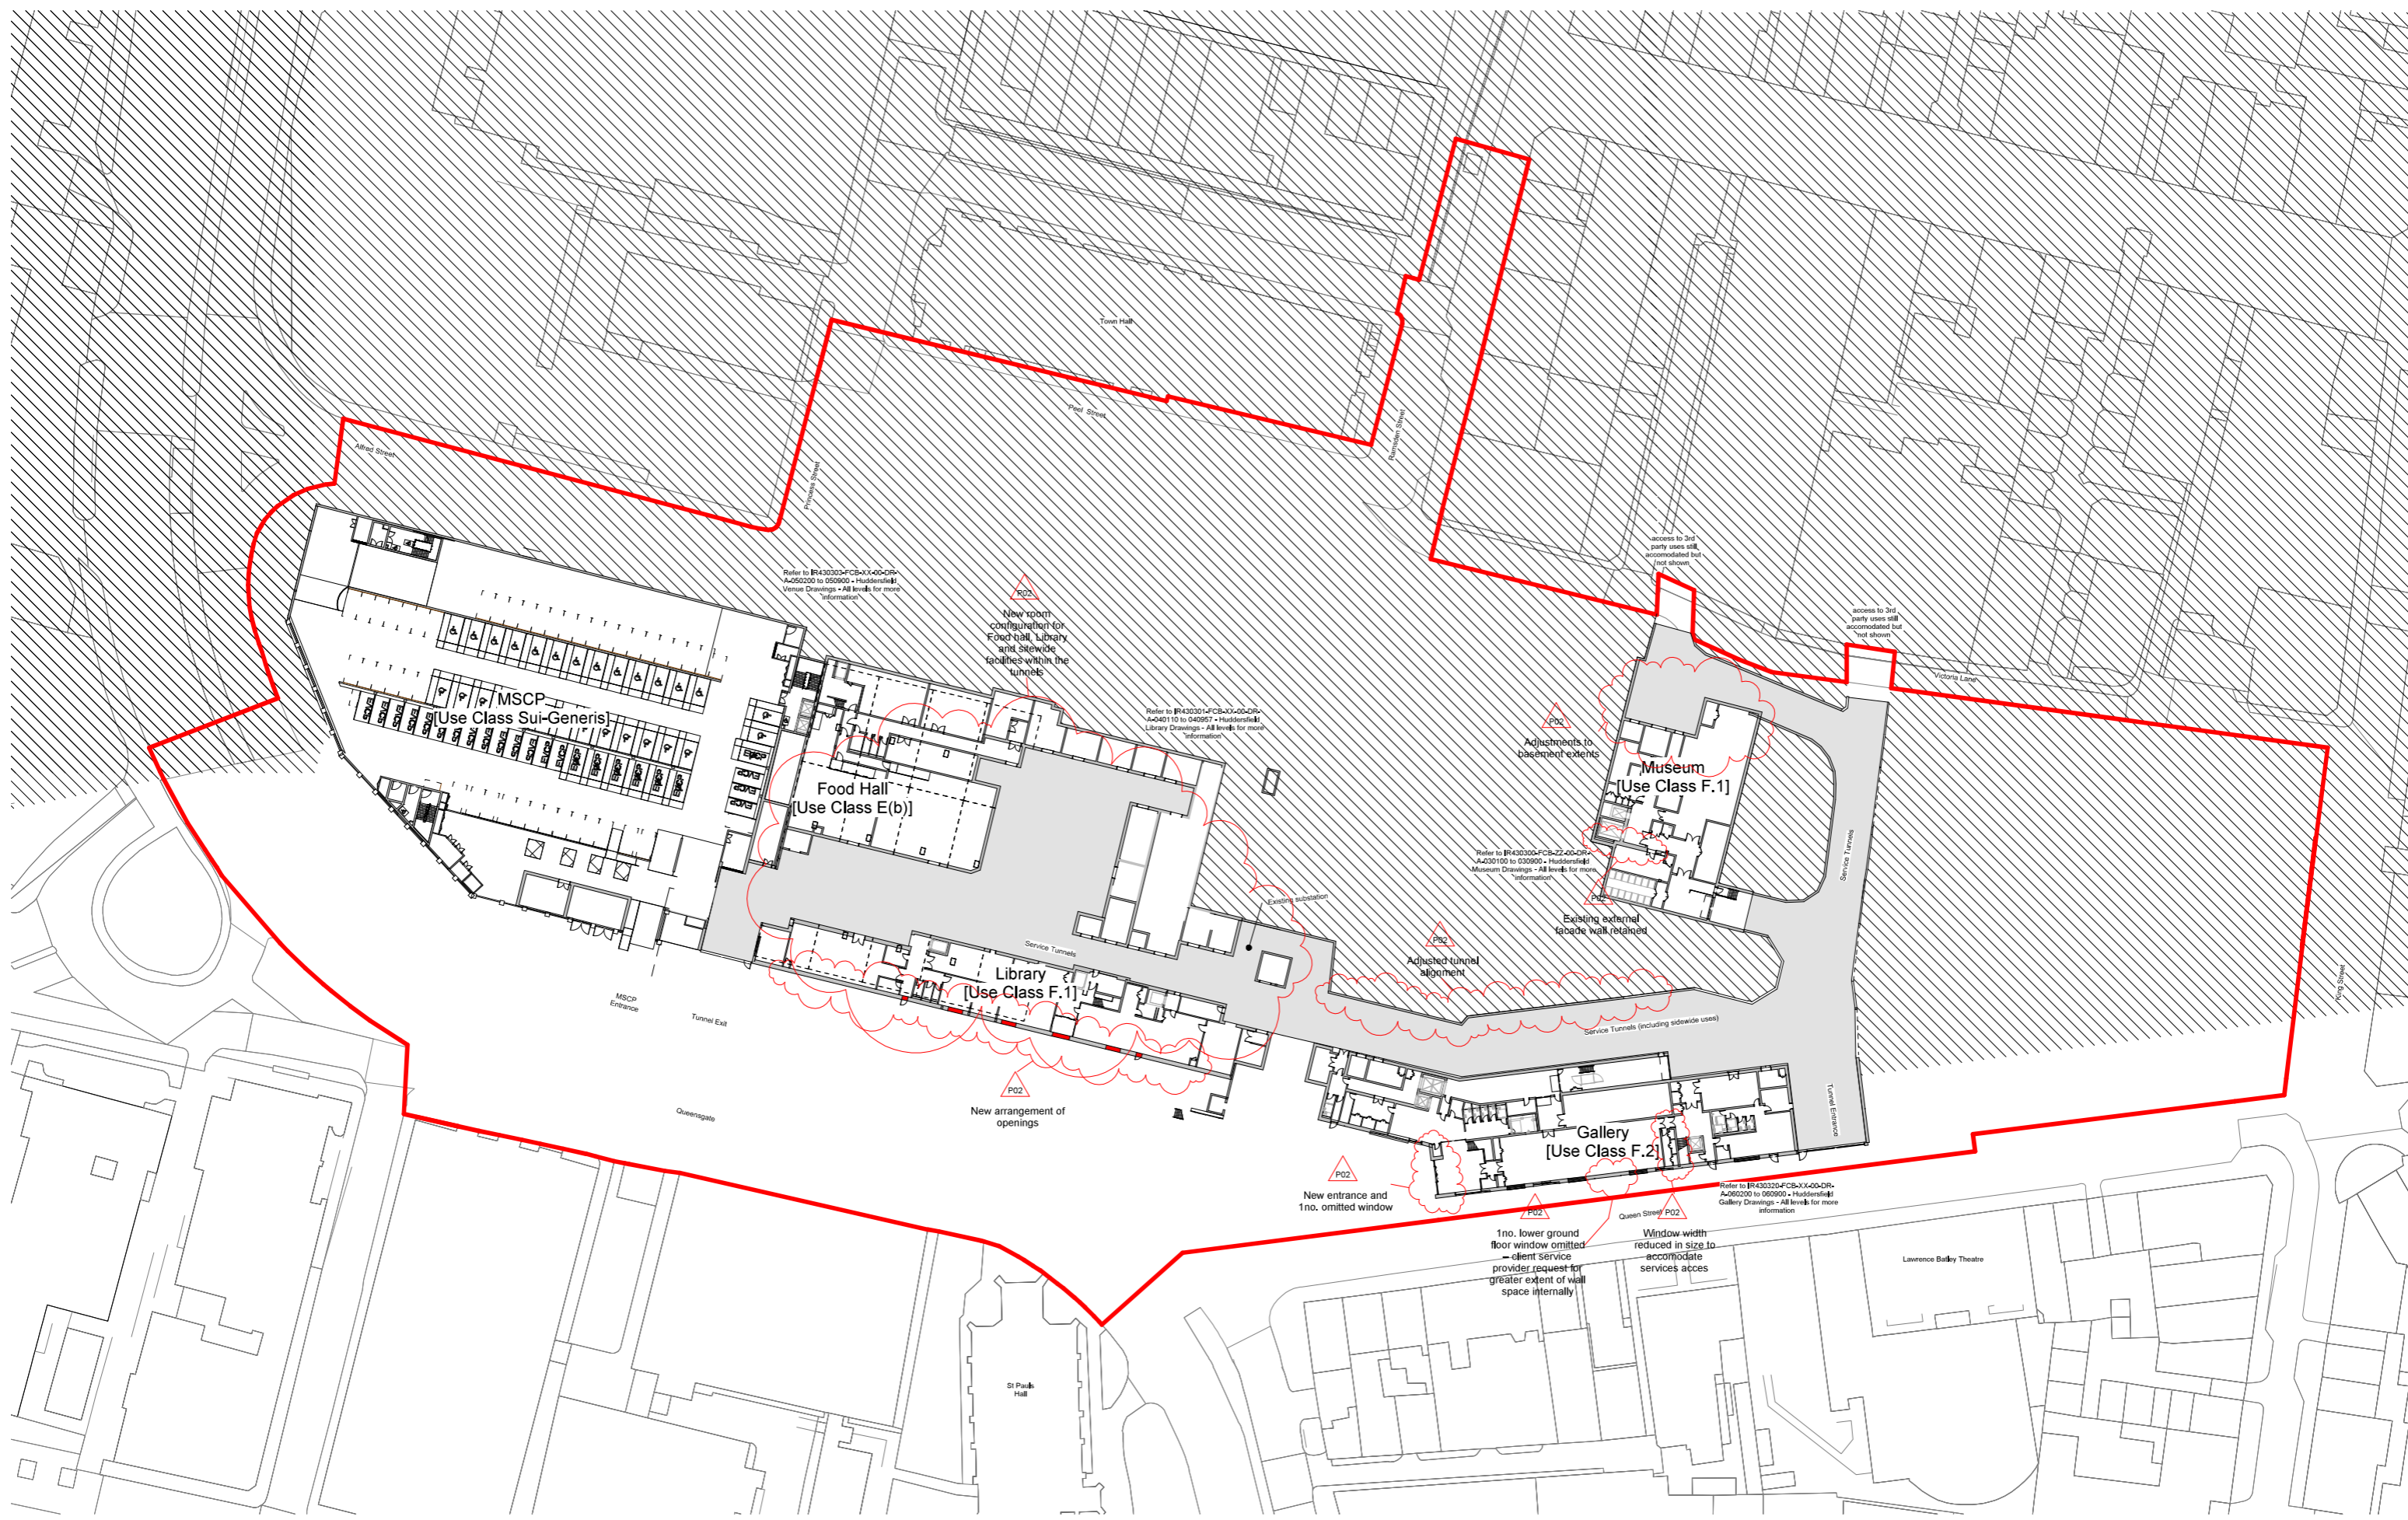 Town Hall
Peel Street
Ramsden Street
Alfred Street
Princess Street
access to 3rd
party uses still
accomodated but
not shown
access to 3rd
party uses still
accomodated but
not shown
Victoria Lane
Refer to IR430303-FCB-XX-00-DR-
A-050200 to 050900 - Huddersfield
Venue Drawings - All levels for more
information
P02
New room
configuration for
Food hall, Library
and sitewide
facilities within the
tunnels
Refer to IR430301-FCB-XX-00-DR-
A-040110 to 040957 - Huddersfield
Library Drawings - All levels for more
information
MSCP
[Use Class Sui-Generis]
P02
Adjustments to
basement extents
Museum
[Use Class F.1]
Food Hall
[Use Class E(b)]
EVCP
EVCP
EVCP
EVCP
Refer to IR430300-FCB-ZZ-00-DR-
A-030100 to 030900 - Huddersfield
Museum Drawings - All levels for more
information
Service Tunnels
P02
Existing external
facade wall retained
Existing substation
P02
Adjusted tunnel
alignment
Service Tunnels
Library
[Use Class F.1]
King Street
MSCP
Entrance
Tunnel Exit
Service Tunnels (including sidewide uses)
P02
New arrangement of
openings
Queensgate
Tunnel Entrance
Gallery
[Use Class F.2]
P02
New entrance and
1no. omitted window
Refer to IR430320-FCB-XX-00-DR-
A-060200 to 060900 - Huddersfield
Gallery Drawings - All levels for more
information
Queen Street
P02
1no. lower ground
floor window omitted
– client service
provider request for
greater extent of wall
space internally
P02
Window width
reduced in size to
accomodate
services acces
Lawrence Batley Theatre
St Pauls
Hall